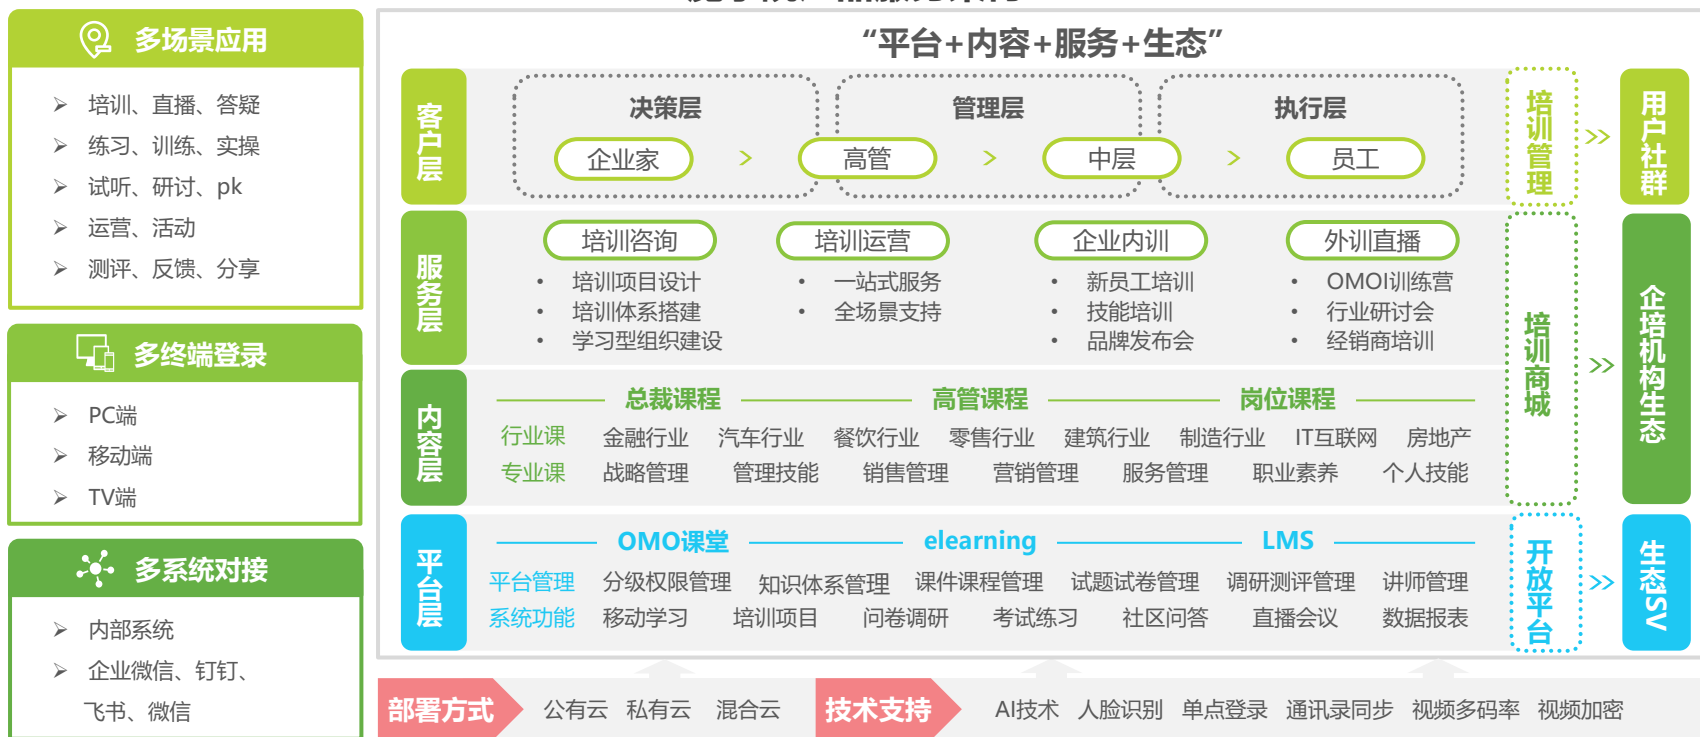 多场景应用
培训、直播、答疑
练习、训练、实操
试听、研讨、pk
运营、活动
测评、反馈、分享
多终端登录
PC端
移动端
TV端
多系统对接
内部系统
企业微信、钉钉、
飞书、微信
“平台+内容+服务+生态”
客户层
决策层 管理层 执行层
企业家 > 高管 > 中层 > 员工
培训管理
用户社群
服务层
培训咨询 培训运营 企业内训 外训直播
• 培训项目设计 • 一站式服务 • 新员工培训 • OMOI训练营
• 培训体系搭建 • 全场景支持 • 技能培训 • 行业研讨会
• 学习型组织建设 • 品牌发布会 • 经销商培训
培训商城
企培机构生态
内容层
总裁课程 高管课程 岗位课程
行业课 金融行业 汽车行业 餐饮行业 零售行业 建筑行业 制造行业 IT互联网 房地产
专业课 战略管理 管理技能 销售管理 营销管理 服务管理 职业素养 个人技能
平台层
OMO课堂 elearning LMS
平台管理 分级权限管理 知识体系管理 课件课程管理 试题试卷管理 调研测评管理 讲师管理
系统功能 移动学习 培训项目 问卷调研 考试练习 社区问答 直播会议 数据报表
开放平台
生态SV
部署方式 公有云 私有云 混合云 技术支持 AI技术 人脸识别 单点登录 通讯录同步 视频多码率 视频加密